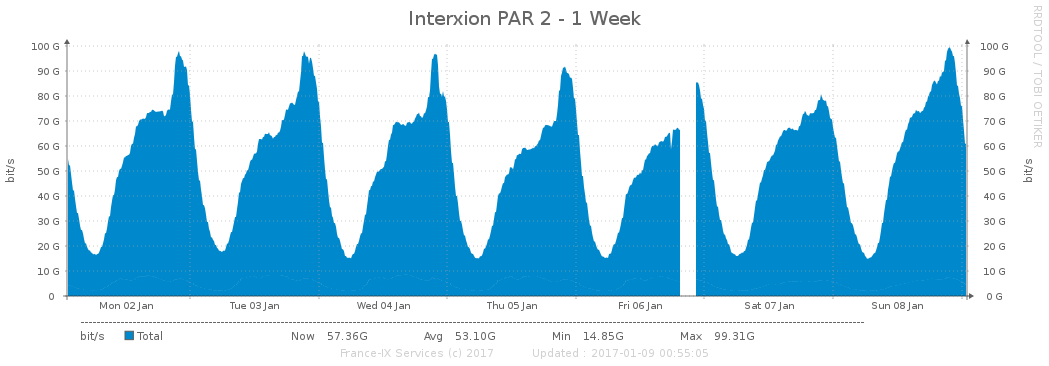 Interxion PAR 2 - 1 Week
RRDTOOL / TOBI OETIKER
100 G 100 G
90 G 90 G
80 G 80 G
70 G 70 G
60 G 60 G
50 G 50 G
40 G 40 G
30 G 30 G
20 G 20 G
10 G 10 G
0 0 G
bit/s bit/s
Mon 02 Jan Tue 03 Jan Wed 04 Jan Thu 05 Jan Fri 06 Jan Sat 07 Jan Sun 08 Jan
bit/s Total Now 57.36G Avg 53.10G Min 14.85G Max 99.31G
France-IX Services (c) 2017 Updated : 2017-01-09 00:55:05